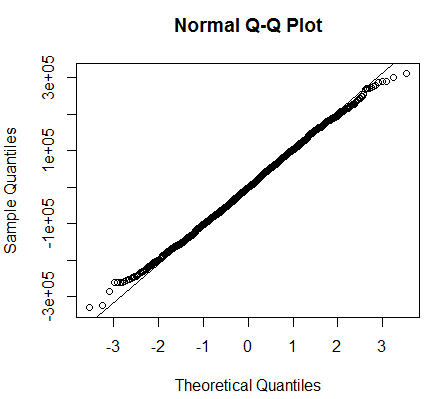 Normal Q-Q Plot
Sample Quantiles
3e+05
1e+05
-1e+05
-3e+05
-3 -2 -1 0 1 2 3
Theoretical Quantiles